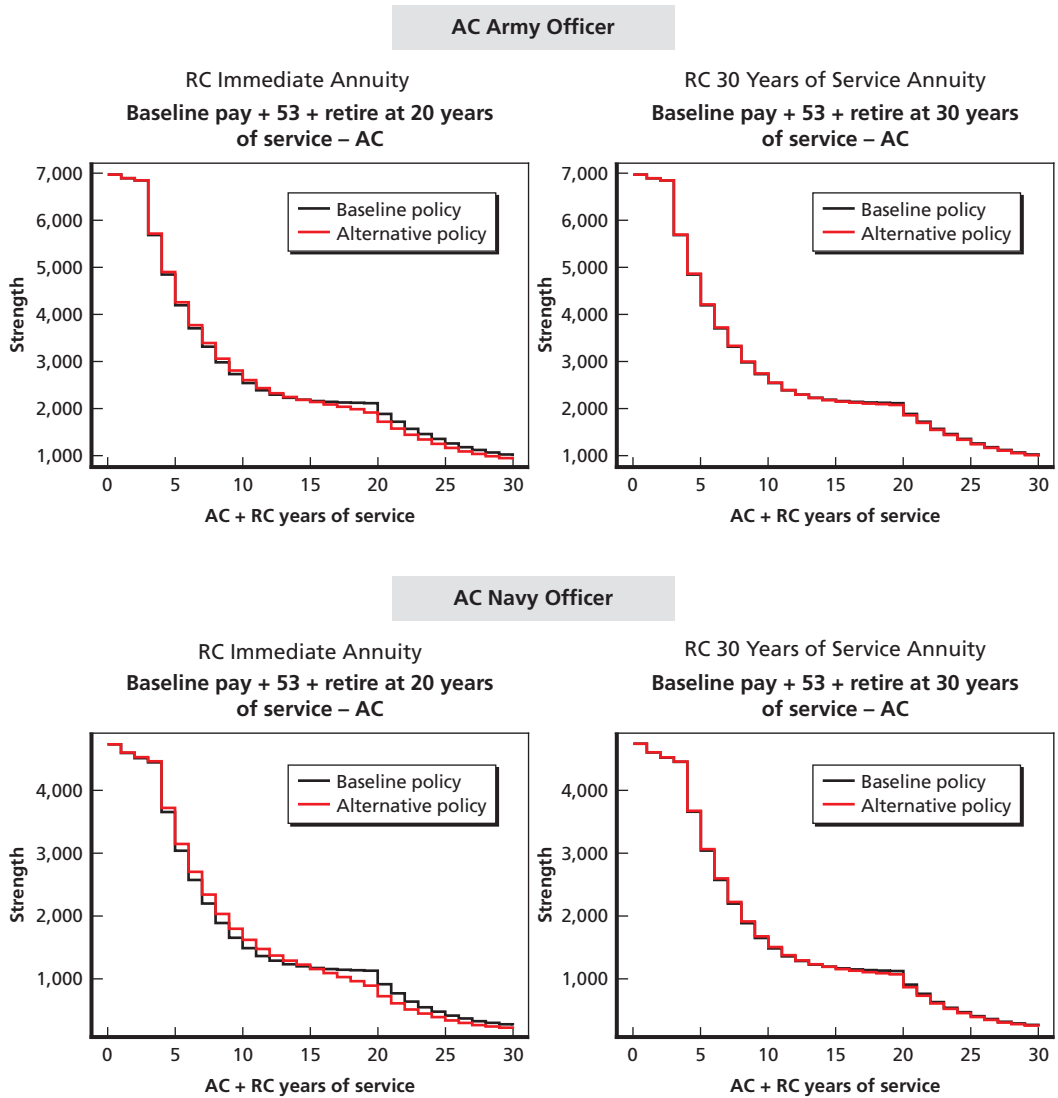 AC Army Officer
RC Immediate Annuity
Baseline pay + 53 + retire at 20 years
of service – AC
7,000
6,000
5,000
4,000
3,000
2,000
1,000
Strength
Baseline policy
Alternative policy
0 5 10 15 20 25 30
AC + RC years of service
RC 30 Years of Service Annuity
Baseline pay + 53 + retire at 30 years
of service – AC
7,000
6,000
5,000
4,000
3,000
2,000
1,000
Strength
Baseline policy
Alternative policy
0 5 10 15 20 25 30
AC + RC years of service
AC Navy Officer
RC Immediate Annuity
Baseline pay + 53 + retire at 20 years
of service – AC
4,000
3,000
2,000
1,000
Strength
Baseline policy
Alternative policy
0 5 10 15 20 25 30
AC + RC years of service
RC 30 Years of Service Annuity
Baseline pay + 53 + retire at 30 years
of service – AC
4,000
3,000
2,000
1,000
Strength
Baseline policy
Alternative policy
0 5 10 15 20 25 30
AC + RC years of service